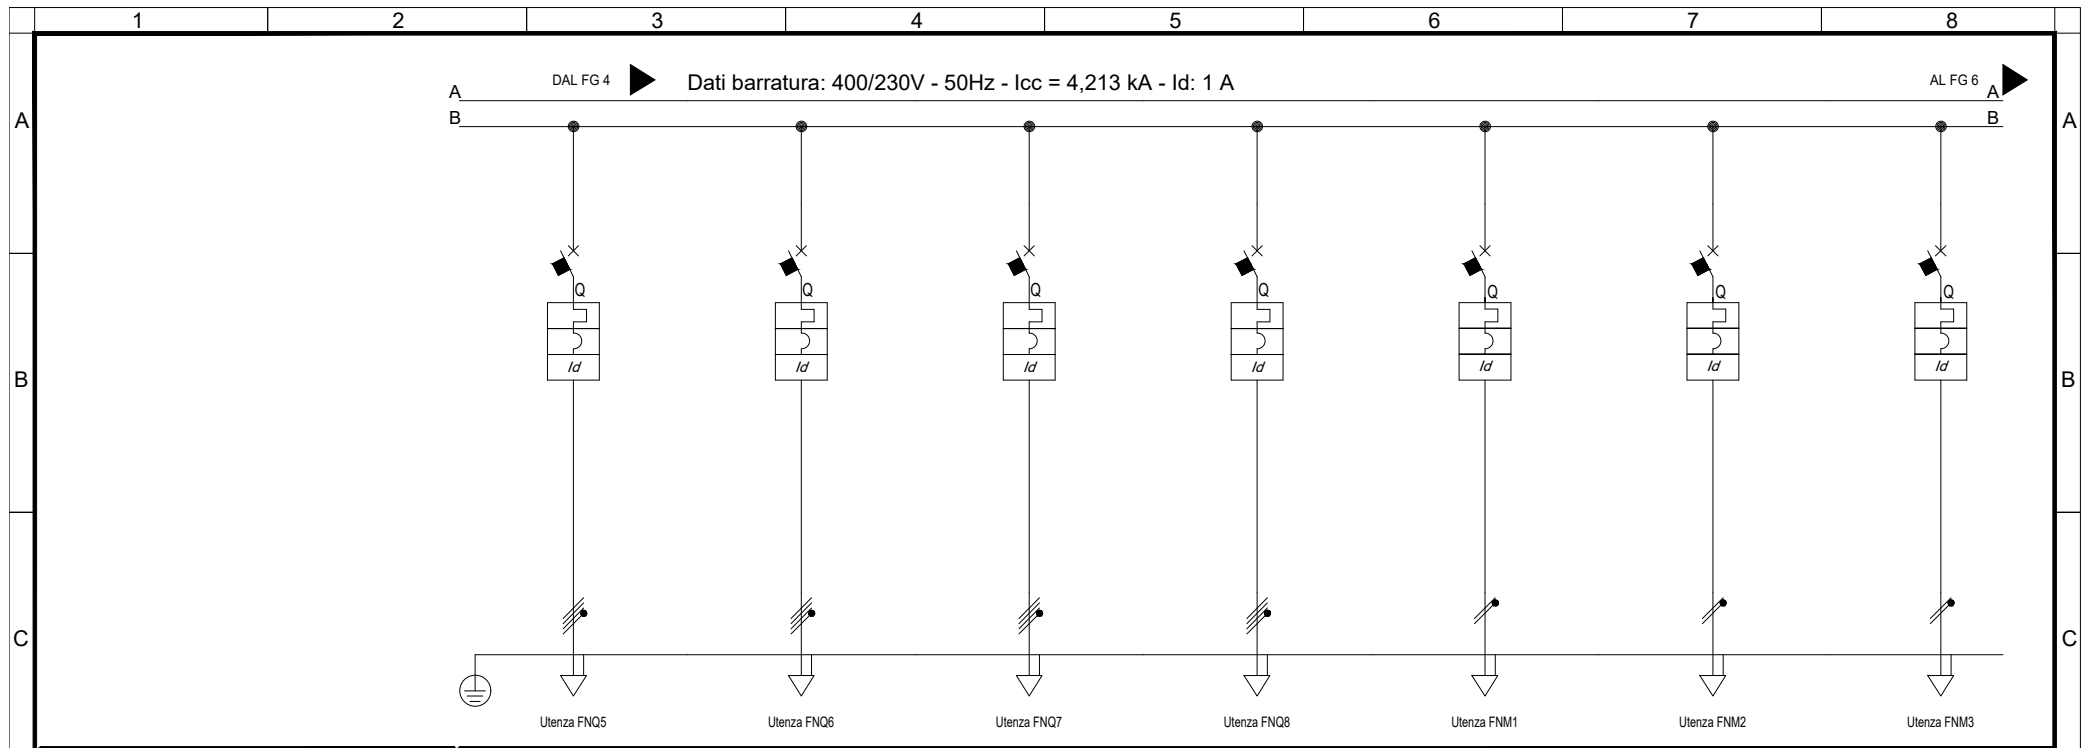 1 2 3 4 5 6 7 8
DAL FG 4 Dati barratura: 400/230V - 50Hz - Icc = 4,213 kA - Id: 1 A AL FG 6
A A
B B
A A
Q Q Q Q Q Q Q
Id Id Id Id Id Id Id
B B
C C
Utenza FNQ5 Utenza FNQ6 Utenza FNQ7 Utenza FNQ8 Utenza FNM1 Utenza FNM2 Utenza FNM3